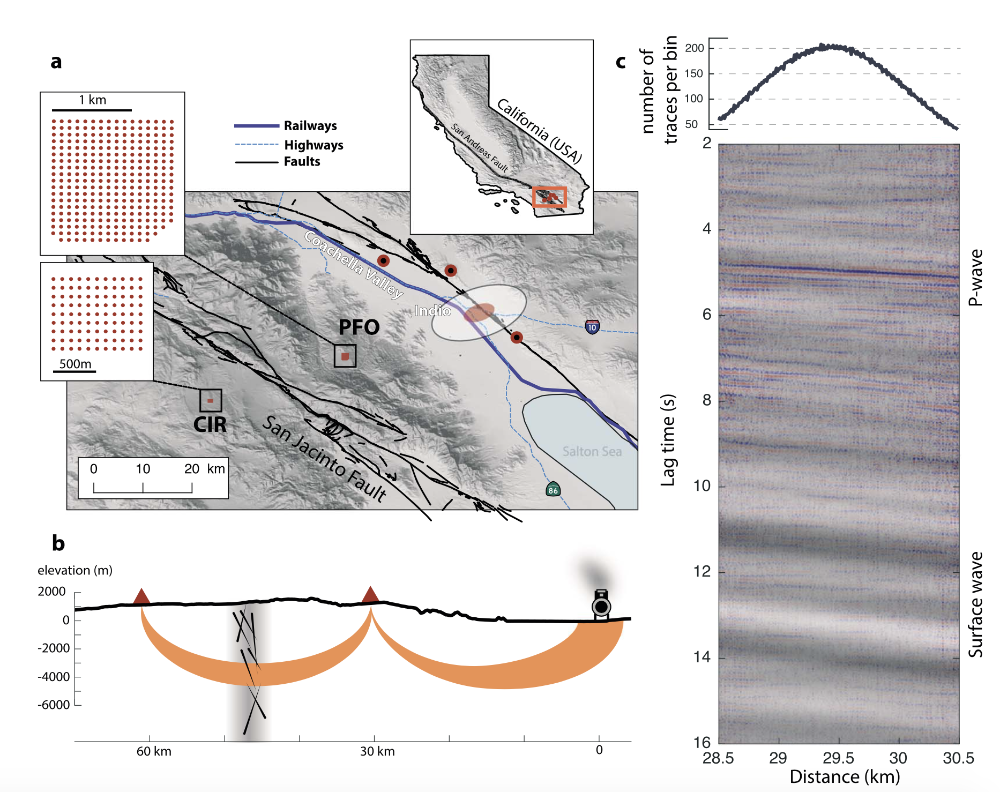 a
1 km
500m
Railways
Highways
Faults
California (USA)
San Andreas Fault
Coachella Valley
Indio
PFO
CIR
San Jacinto Fault
Salton Sea
10
86
0 10 20 km
b
elevation (m)
2000
0
-2000
-4000
-6000
60 km 30 km 0
c
number of
traces per bin
200
150
100
50
2
4
6
8
10
12
14
16
Lag time (s)
P-wave
Surface wave
28.5 29 29.5 30 30.5
Distance (km)